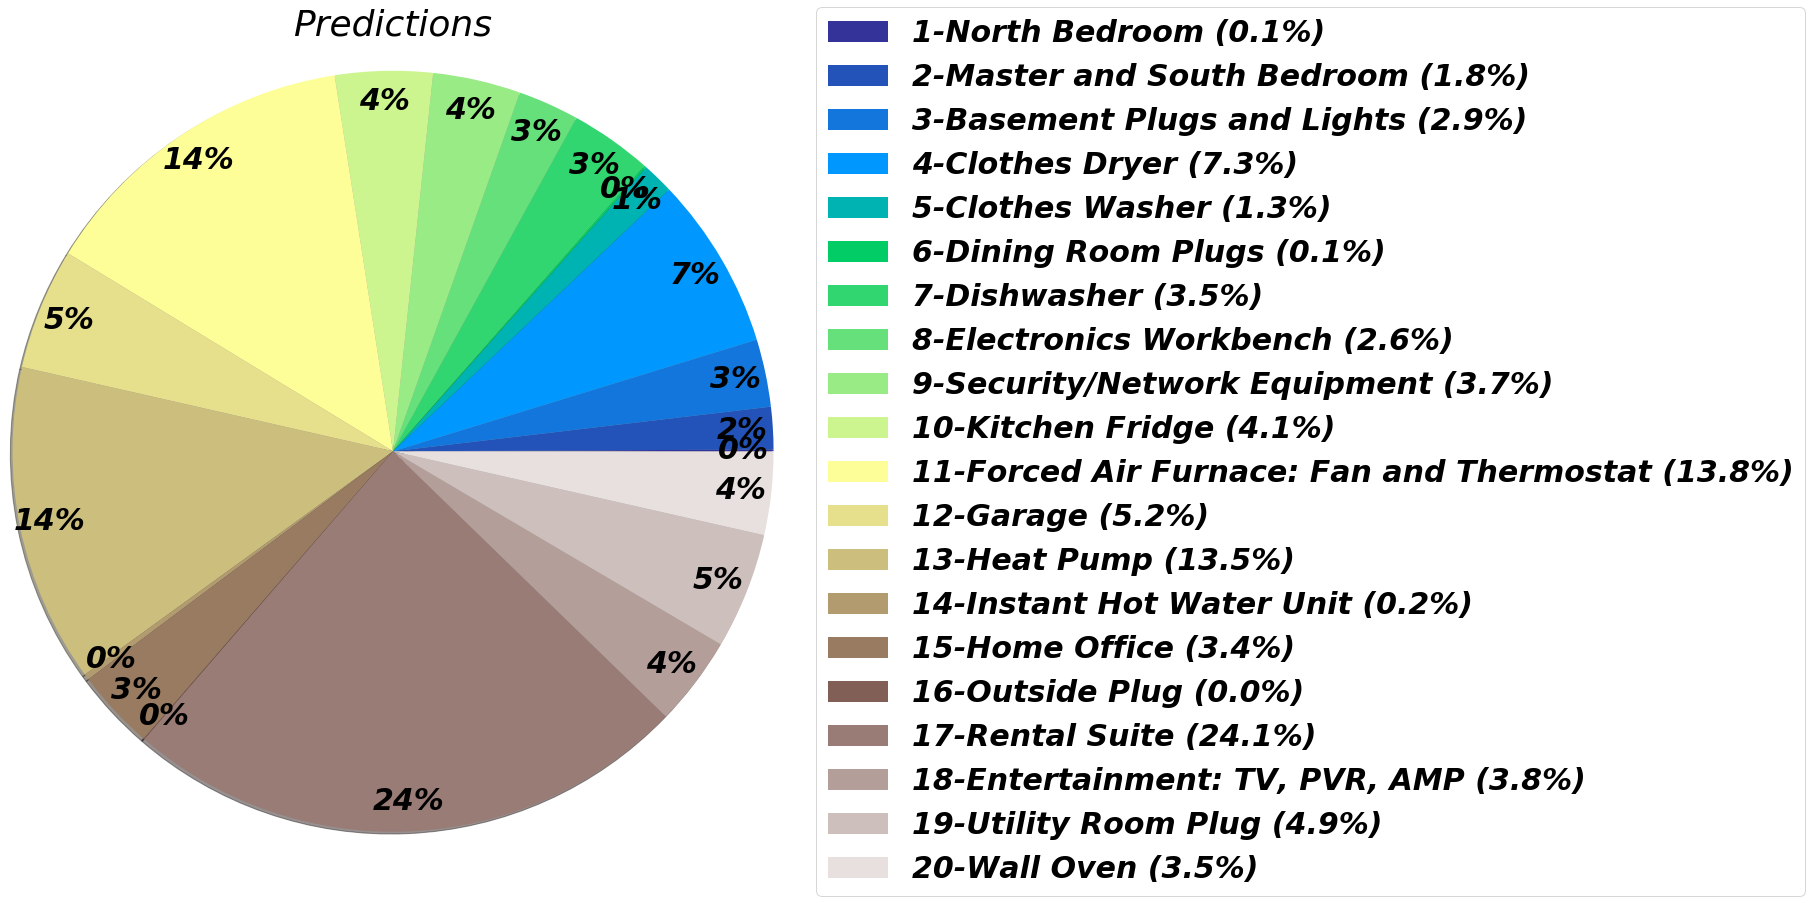 Predictions
4%
4%
3%
3%
0%
1%
7%
3%
2%
0%
4%
5%
4%
24%
0%
3%
0%
14%
5%
14%
1-North Bedroom (0.1%)
2-Master and South Bedroom (1.8%)
3-Basement Plugs and Lights (2.9%)
4-Clothes Dryer (7.3%)
5-Clothes Washer (1.3%)
6-Dining Room Plugs (0.1%)
7-Dishwasher (3.5%)
8-Electronics Workbench (2.6%)
9-Security/Network Equipment (3.7%)
10-Kitchen Fridge (4.1%)
11-Forced Air Furnace: Fan and Thermostat (13.8%)
12-Garage (5.2%)
13-Heat Pump (13.5%)
14-Instant Hot Water Unit (0.2%)
15-Home Office (3.4%)
16-Outside Plug (0.0%)
17-Rental Suite (24.1%)
18-Entertainment: TV, PVR, AMP (3.8%)
19-Utility Room Plug (4.9%)
20-Wall Oven (3.5%)